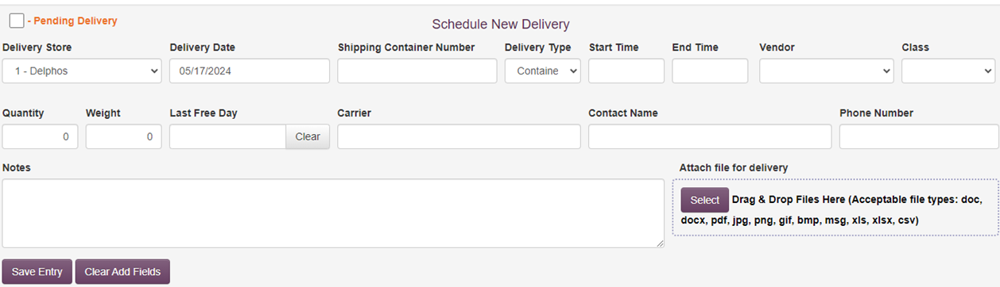 - Pending Delivery
Schedule New Delivery
Delivery Store Delivery Date Shipping Container Number Delivery Type Start Time End Time Vendor Class
1 - Delphos 05/17/2024 Containe
Quantity Weight Last Free Day Carrier Contact Name Phone Number
0 0 Clear
Notes Attach file for delivery
Select Drag & Drop Files Here (Acceptable file types: doc,
docx, pdf, jpg, png, gif, bmp, msg, xls, xlsx, csv)
Save Entry Clear Add Fields